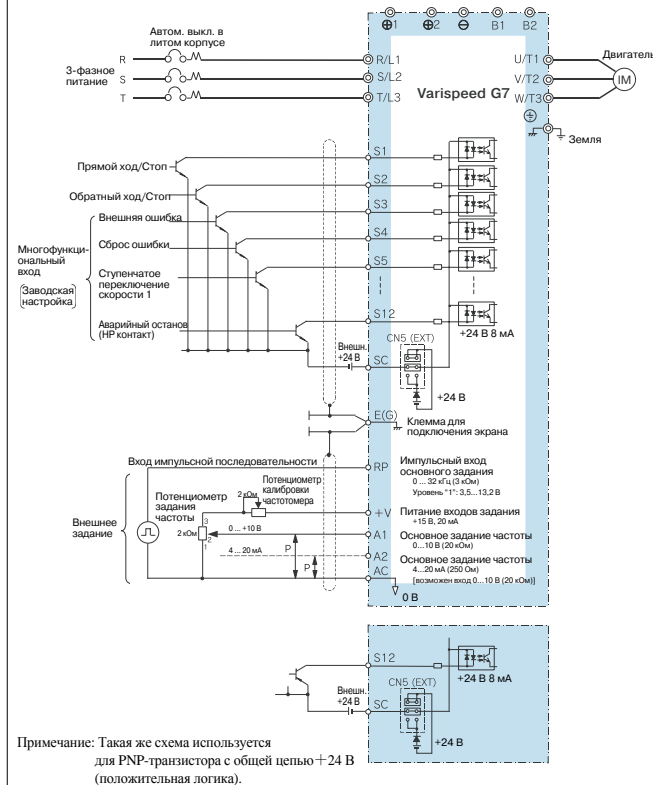 ⊕1 ⊕2 ⊖ B1 B2
Автом. выкл. в
литом корпусе
3-фазное
питание
R
S
T
R/L1
S/L2
T/L3
Varispeed G7
U/T1
V/T2
W/T3
Двигатель
IM
Земля
Прямой ход/Стоп
S1
Обратный ход/Стоп
S2
Внешняя ошибка
S3
Сброс ошибки
S4
Ступенчатое
переключение
скорости 1
S5
Многофункци-
ональный
вход
Заводская
настройка
Аварийный останов
(НР контакт)
S12
+24 В 8 мА
Внешн.
+24 В
SC
CN5 (EXT)
+24 В
E(G)
Клемма для
подключения экрана
Вход импульсной последовательности
RP
Импульсный вход
основного задания
0 ... 32 кГц (3 кОм)
Уровень "1": 3,5...13,2 В
Внешнее
задание
Потенциометр
задания
частоты
Потенциометр
калибровки
частотомера
2 кОм
3
2 кОм
2
1
+V
Питание входов задания
+15 В, 20 мА
0 ... +10 В
P
A1
Основное задание частоты
0...10 В (20 кОм)
4 ... 20 мА
P
A2
Основное задание частоты
4...20 мА (250 Ом)
[возможен вход 0...10 В (20 кОм)]
AC
0 В
S12
+24 В 8 мА
CN5 (EXT)
Внешн.
+24 В
SC
+24 В
Примечание: Такая же схема используется
для PNP-транзистора с общей цепью +24 В
(положительная логика).